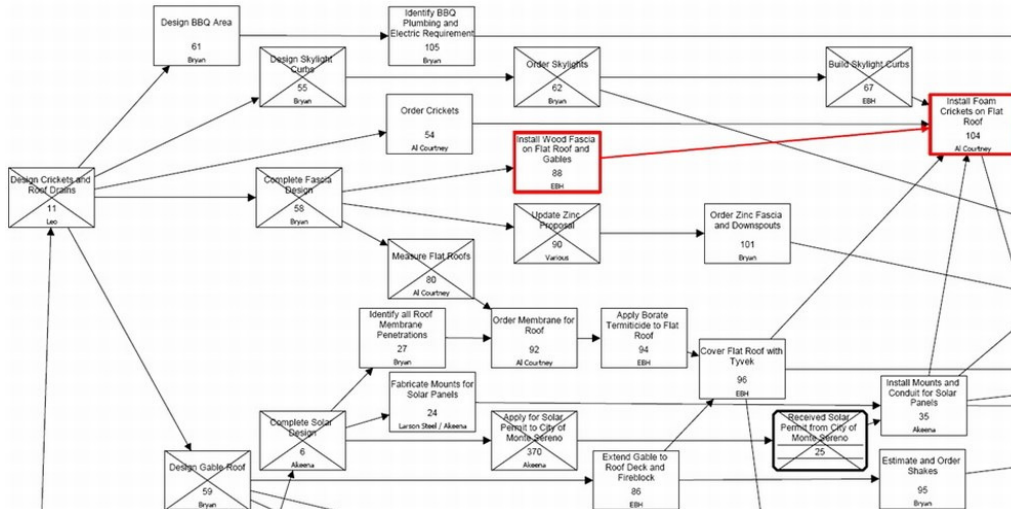 Design BBQ Area
61
Bryan
Identify BBQ
Plumbing and
Electric Requirement
105
Bryan
Design Skylight
Curbs
55
Bryan
Order Skylights
62
Bryan
Build Skylight Curbs
67
EBH
Install Foam
Crickets on Flat
Roof
104
Al Courtney
Order Crickets
54
Al Courtney
Install Wood Fascia
on Flat Roof and
Gables
88
EBH
Design Crickets and
Roof Drains
11
Leo
Complete Fascia
Design
58
Bryan
Update Zinc
Proposal
90
Various
Order Zinc Fascia
and Downspouts
101
Bryan
Measure Flat Roofs
80
Al Courtney
Identify all Roof
Membrane
Penetrations
27
Bryan
Order Membrane for
Roof
92
Al Courtney
Apply Borate
Termiticide to Flat
Roof
94
EBH
Cover Flat Roof with
Tyvek
96
EBH
Fabricate Mounts for
Solar Panels
24
Larson Steel / Akeena
Install Mounts and
Conduit for Solar
Panels
35
Akeena
Complete Solar
Design
6
Akeena
Apply for Solar
Permit to City of
Monte Sereno
370
Akeena
Received Solar
Permit from City of
Monte Sereno
25
Design Gable Roof
59
Bryan
Extend Gable to
Roof Deck and
Fireblock
86
EBH
Estimate and Order
Shakes
95
Bryan